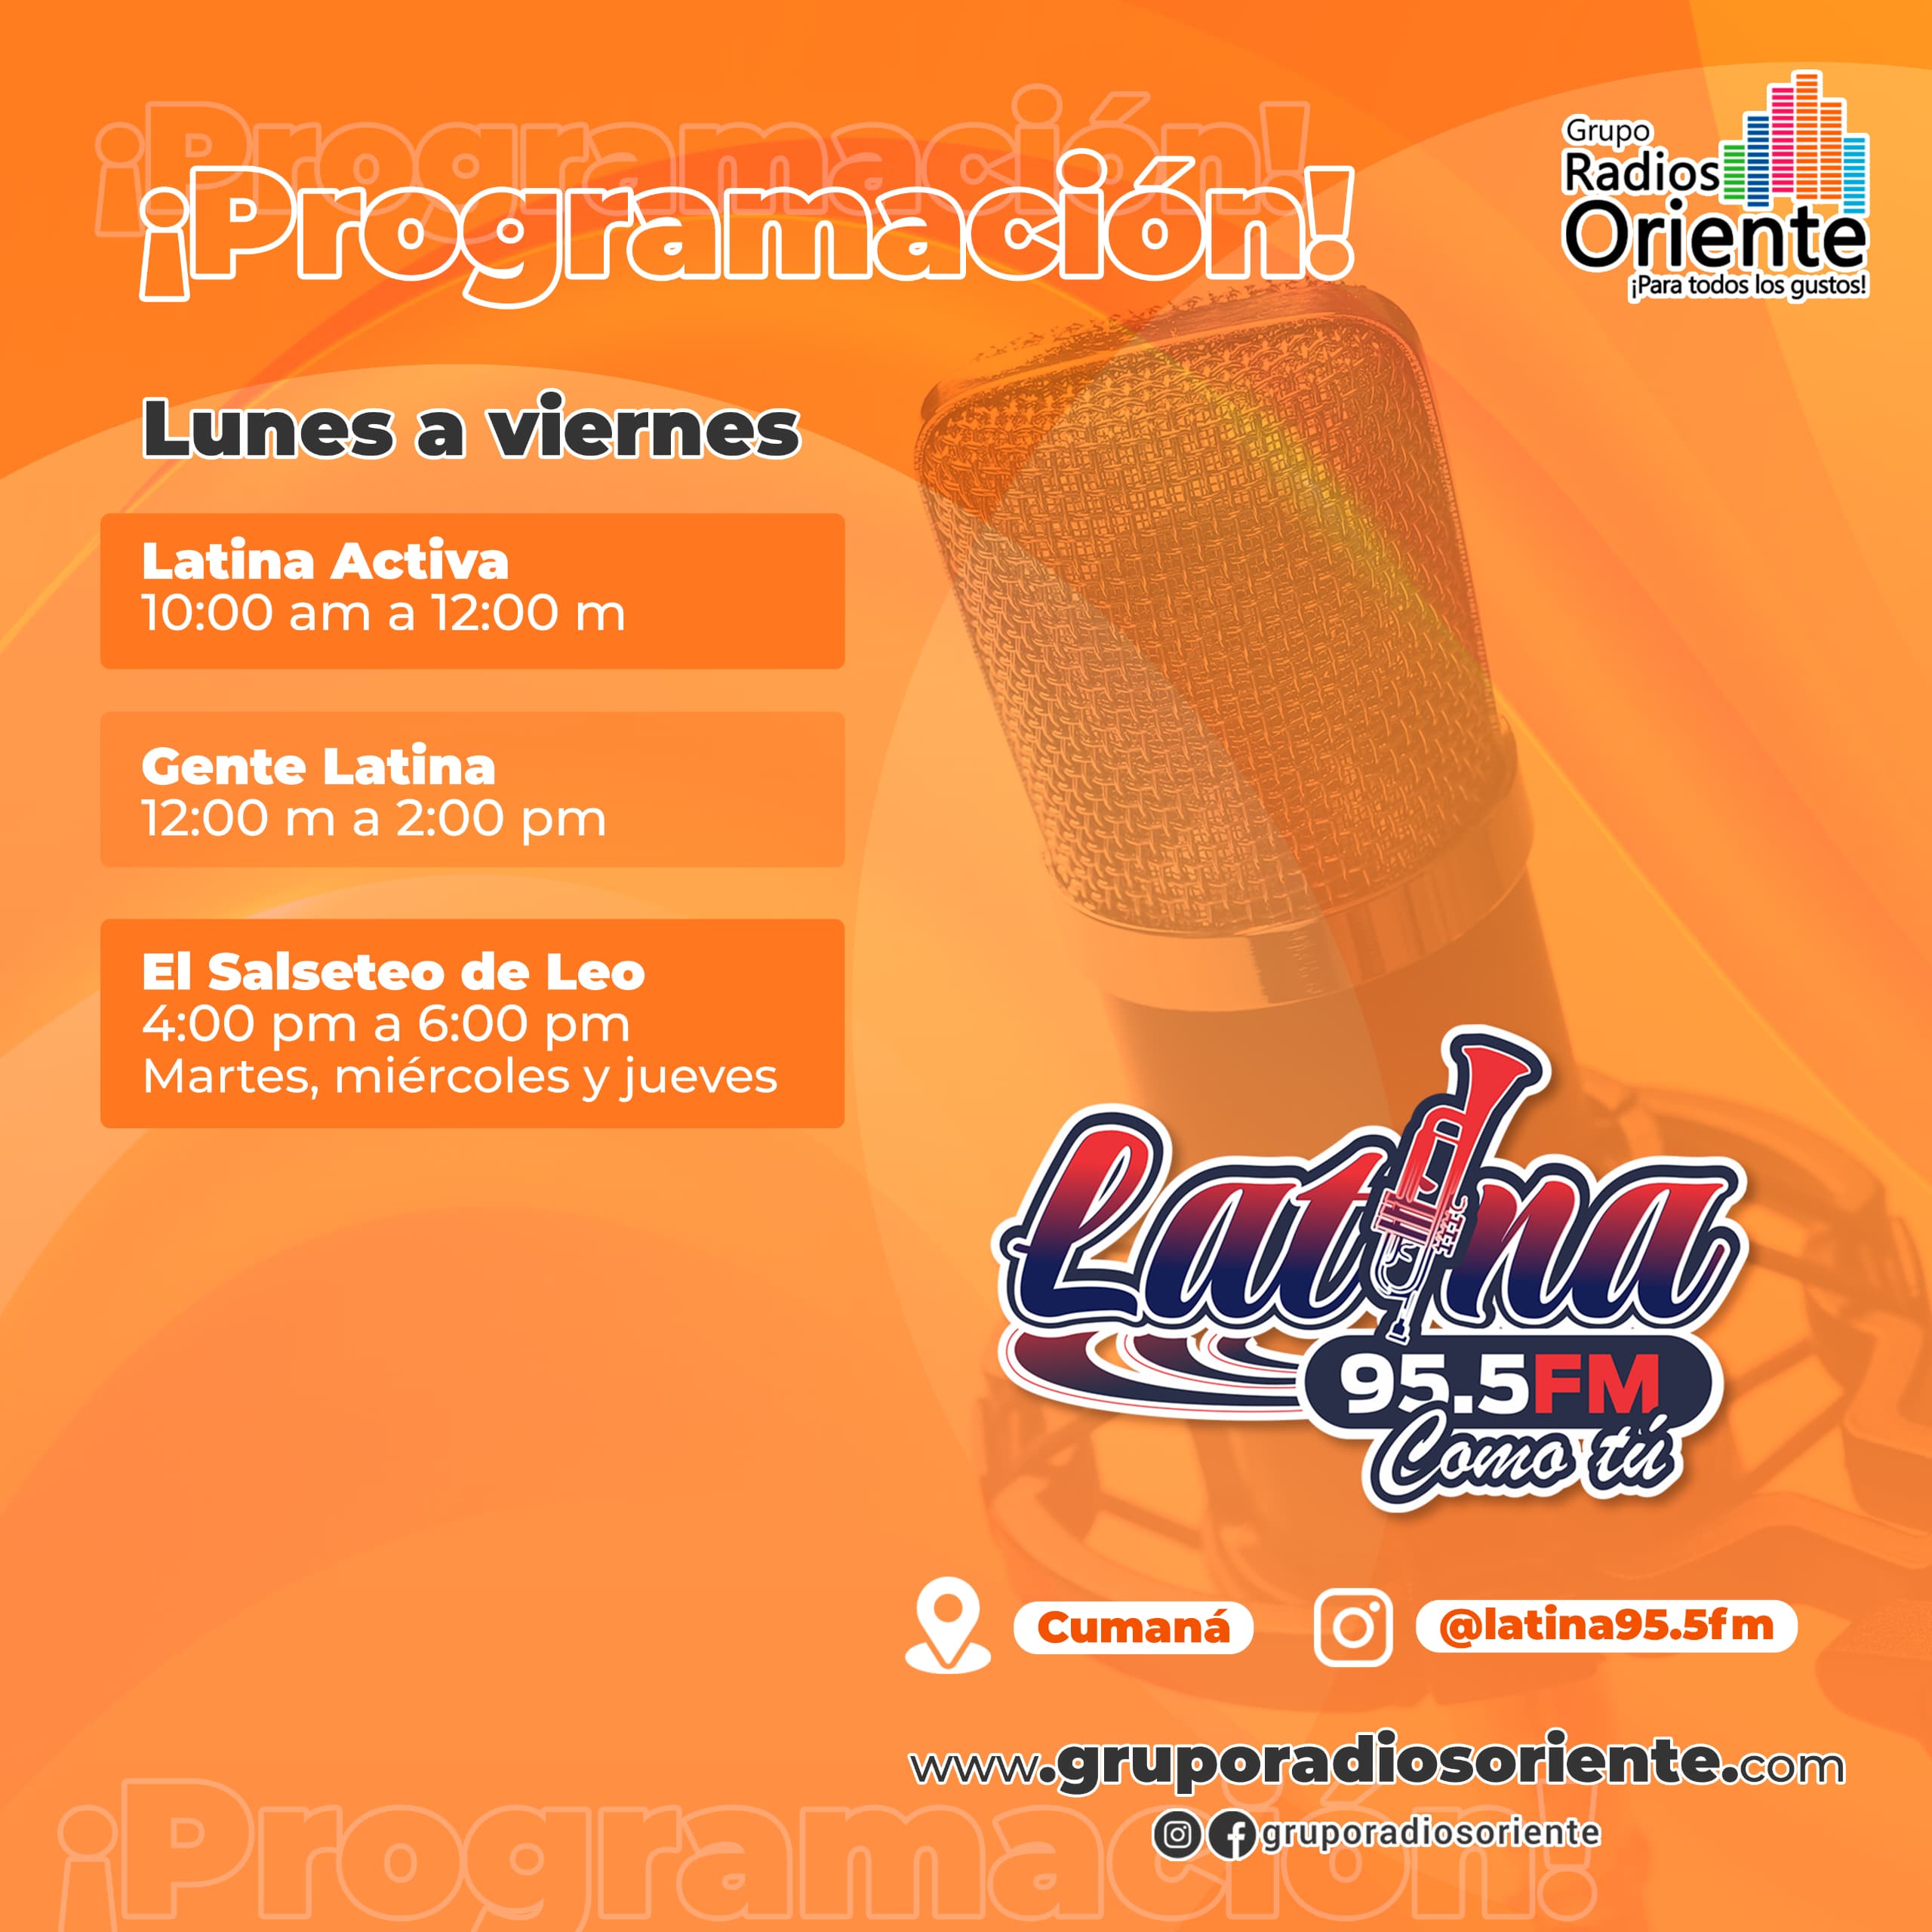 ¡Programación!
¡Programación!
Grupo
Radios
Oriente
¡Para todos los gustos!
Lunes a viernes
Latina Activa
10:00 am a 12:00 m
Gente Latina
12:00 m a 2:00 pm
El Salseteo de Leo
4:00 pm a 6:00 pm
Martes, miércoles y jueves
Latina
95.5FM
Como tú
Cumaná
@latina95.5fm
www.gruporadiosoriente.com
gruporadiosoriente
¡Programación!